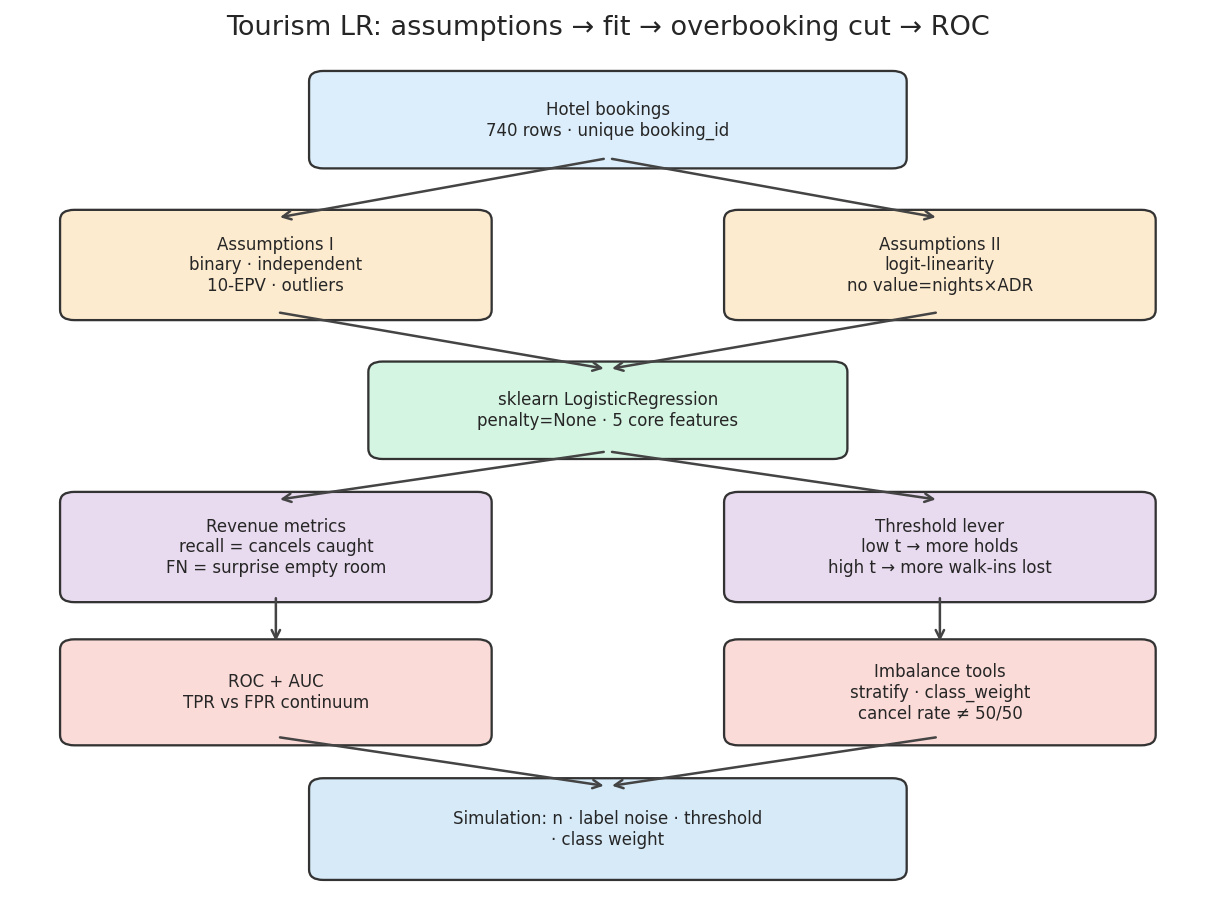 Tourism LR: assumptions → fit → overbooking cut → ROC
Hotel bookings
740 rows · unique booking_id
Assumptions I
binary · independent
10-EPV · outliers
Assumptions II
logit-linearity
no value=nights×ADR
sklearn LogisticRegression
penalty=None · 5 core features
Revenue metrics
recall = cancels caught
FN = surprise empty room
Threshold lever
low t → more holds
high t → more walk-ins lost
ROC + AUC
TPR vs FPR continuum
Imbalance tools
stratify · class_weight
cancel rate ≠ 50/50
Simulation: n · label noise · threshold
· class weight